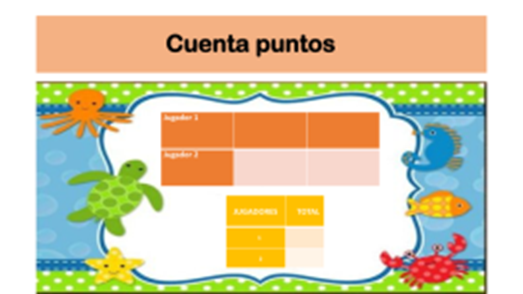 Cuenta puntos
Jugador 1
Jugador 2
JUGADORES TOTAL